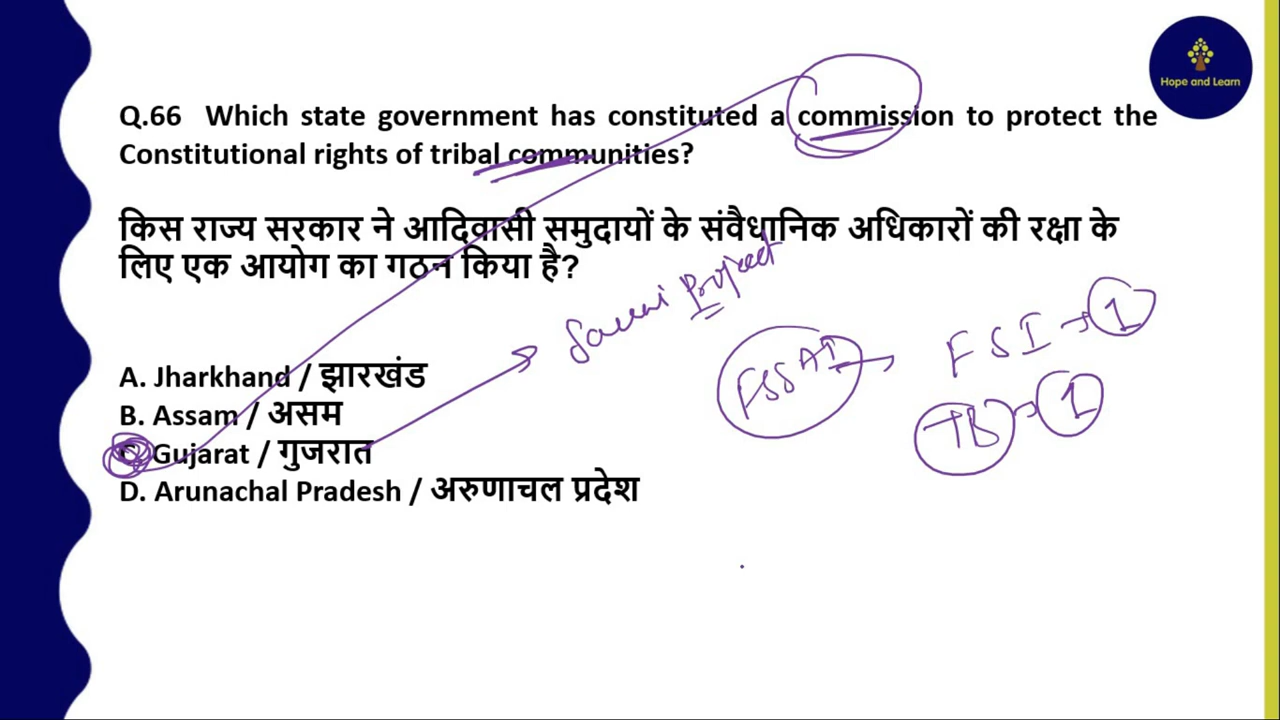 Hope and Learn
Q.66 Which state government has constituted a commission to protect the
Constitutional rights of tribal communities?
किस राज्य सरकार ने आदिवासी समुदायों के संवैधानिक अधिकारों की रक्षा के
लिए एक आयोग का गठन किया है?
Sauni Project
FSSAI → FSI → 1
TB → 1
A. Jharkhand / झारखंड
B. Assam / असम
C. Gujarat / गुजरात
D. Arunachal Pradesh / अरुणाचल प्रदेश